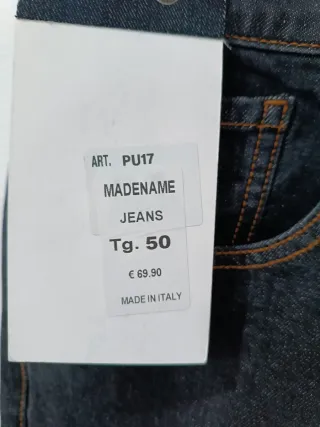 ART. PU17
MADENAME
JEANS
Tg. 50
€ 69.90
MADE IN ITALY